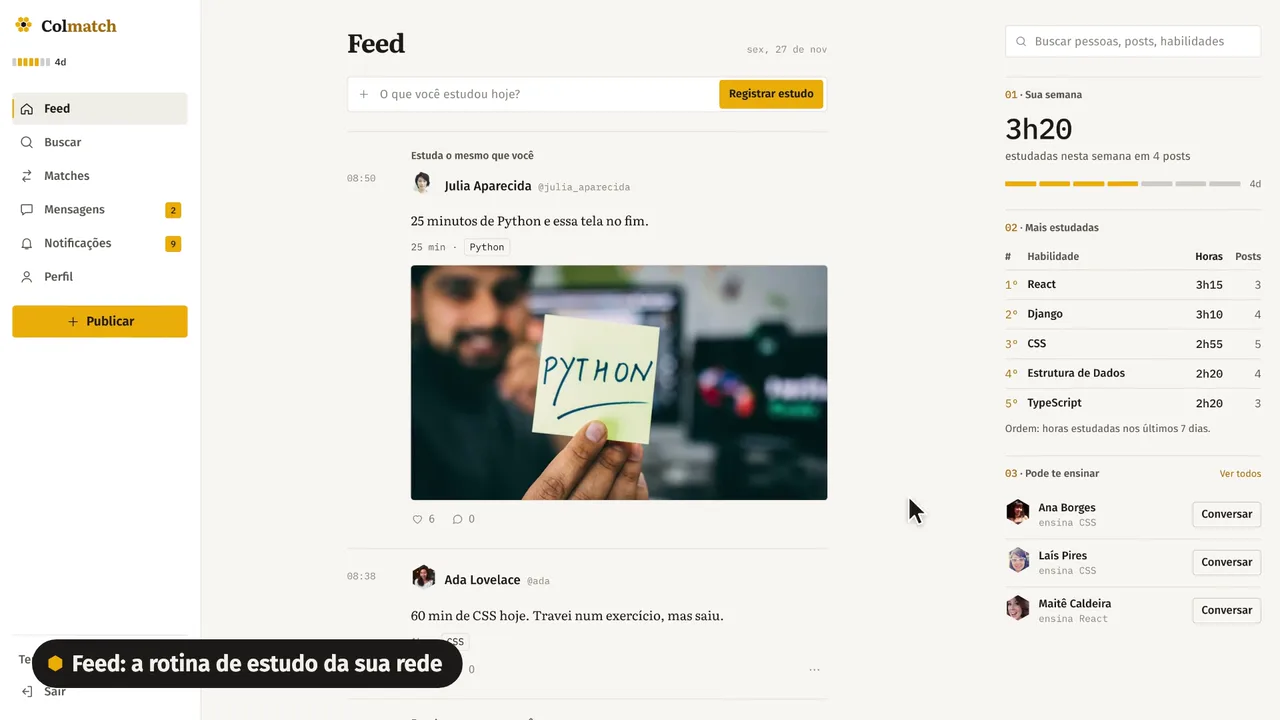 Colmatch
4d
Feed
Buscar
Matches
Mensagens 2
Notificações 9
Perfil
+ Publicar
Sair
Feed
sex, 27 de nov
+ O que você estudou hoje?
Registrar estudo
Estuda o mesmo que você
08:50
Julia Aparecida @julia_aparecida
25 minutos de Python e essa tela no fim.
25 min · Python
PYTHON
6 0
08:38
Ada Lovelace @ada
60 min de CSS hoje. Travei num exercício, mas saiu.
CSS
0
...
Feed: a rotina de estudo da sua rede
Buscar pessoas, posts, habilidades
01 · Sua semana
3h20
estudadas nesta semana em 4 posts
4d
02 · Mais estudadas
# Habilidade Horas Posts
1º React 3h15 3
2º Django 3h10 4
3º CSS 2h55 5
4º Estrutura de Dados 2h20 4
5º TypeScript 2h20 3
Ordem: horas estudadas nos últimos 7 dias.
03 · Pode te ensinar
Ver todos
Ana Borges
ensina CSS
Conversar
Laís Pires
ensina CSS
Conversar
Maitê Caldeira
ensina React
Conversar